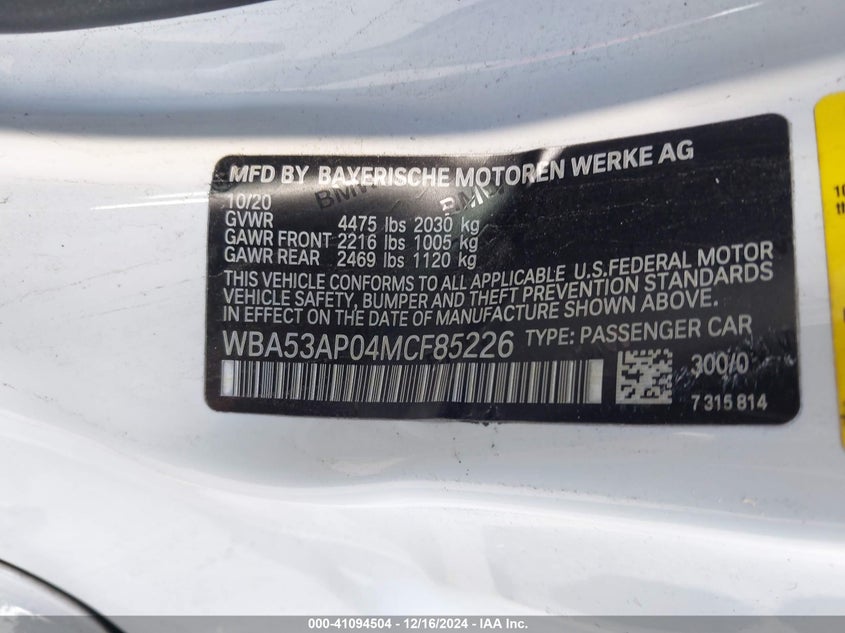 MFD BY BAYERISCHE MOTOREN WERKE AG
10/20
GVWR 4475 lbs 2030 kg
GAWR FRONT 2216 lbs 1005 kg
GAWR REAR 2469 lbs 1120 kg
THIS VEHICLE CONFORMS TO ALL APPLICABLE U.S.FEDERAL MOTOR
VEHICLE SAFETY, BUMPER AND THEFT PREVENTION STANDARDS
IN EFFECT ON THE DATE OF MANUFACTURE SHOWN ABOVE.
WBA53AP04MCF85226 TYPE: PASSENGER CAR
300/0
7 315 814
000-41094504 - 12/16/2024 - IAA Inc.